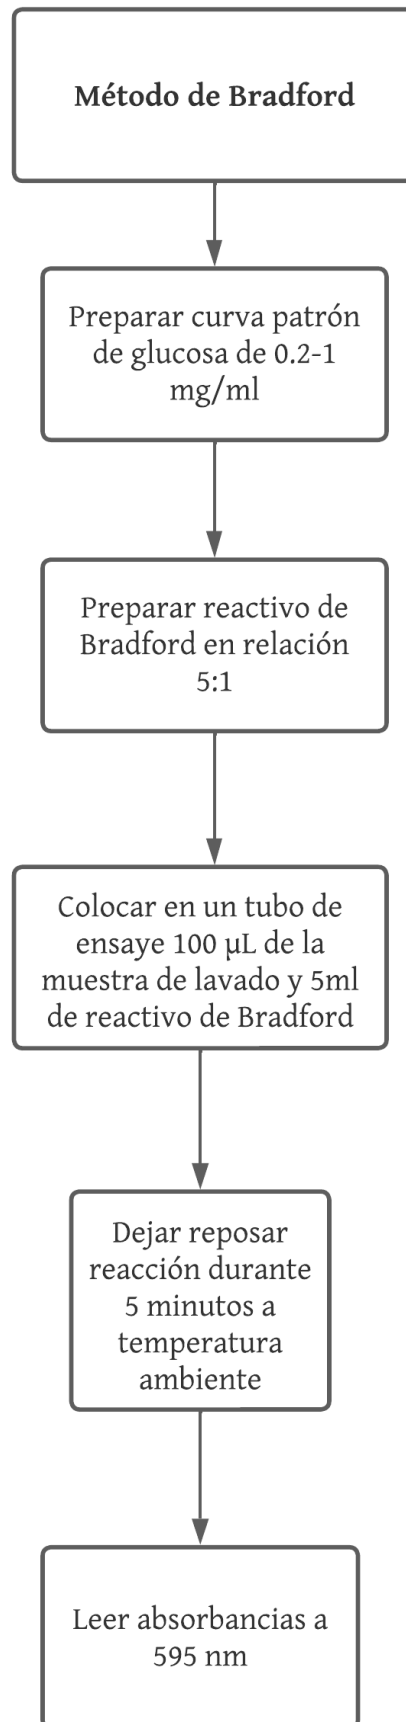 Método de Bradford
Preparar curva patrón
de glucosa de 0.2-1
mg/ml
Preparar reactivo de
Bradford en relación
5:1
Colocar en un tubo de
ensaye 100 µL de la
muestra de lavado y 5ml
de reactivo de Bradford
Dejar reposar
reacción durante
5 minutos a
temperatura
ambiente
Leer absorbancias a
595 nm